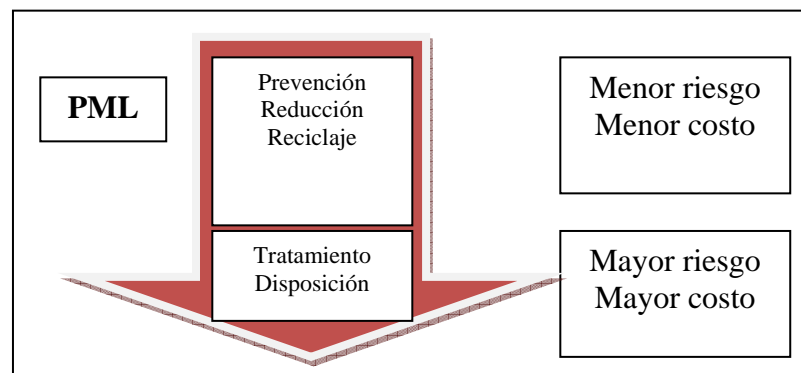 PML
Prevención
Reducción
Reciclaje
Menor riesgo
Menor costo
Tratamiento
Disposición
Mayor riesgo
Mayor costo